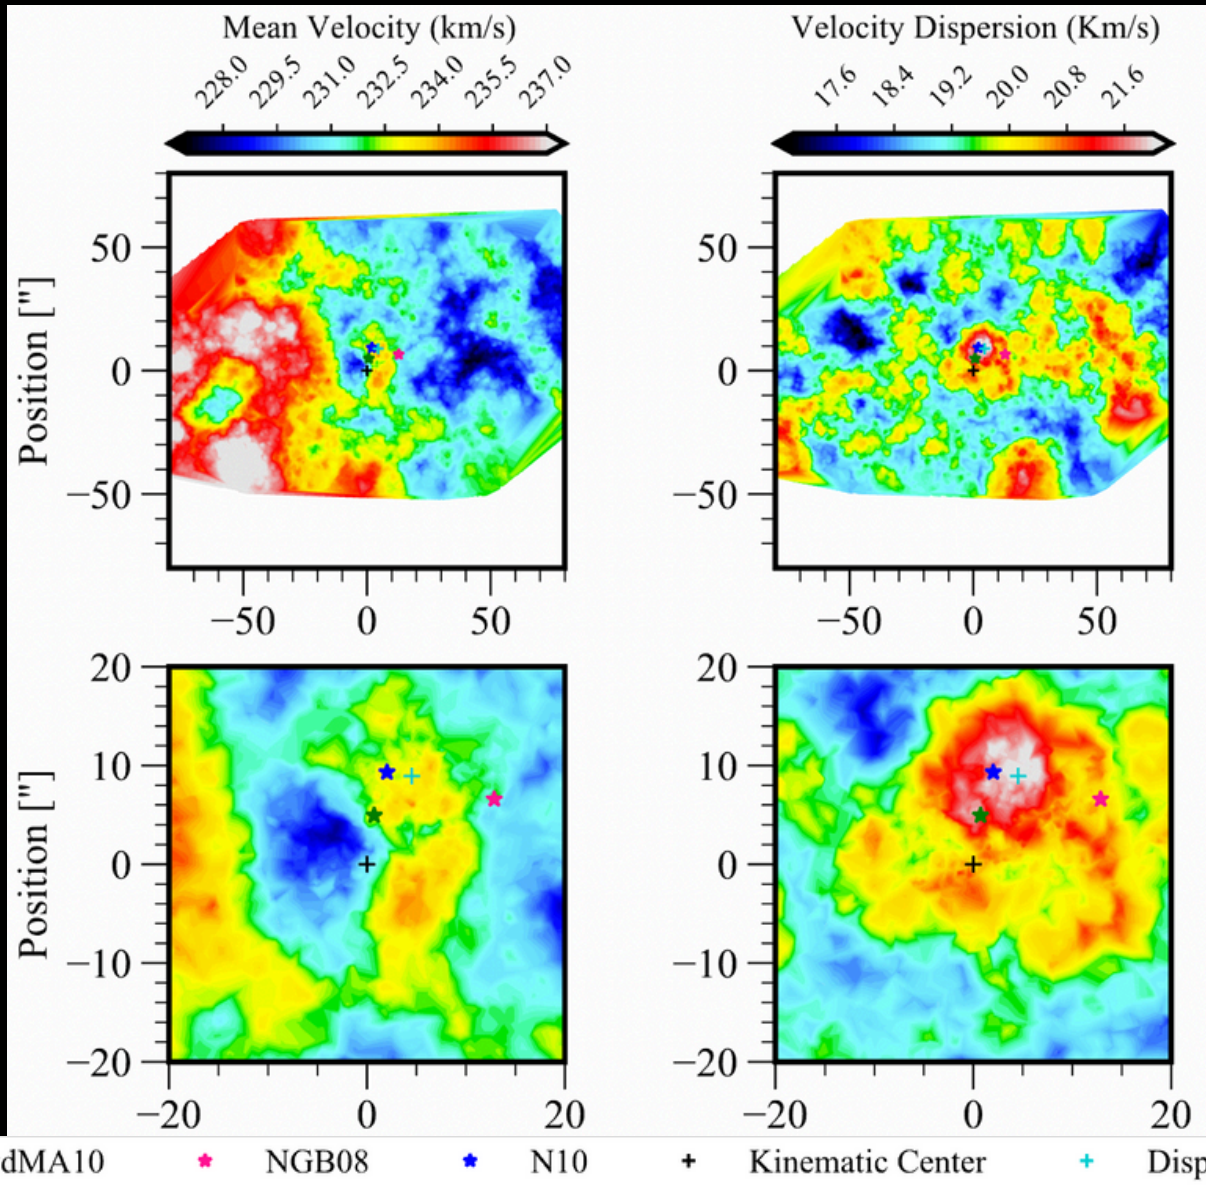 Mean Velocity (km/s)
Velocity Dispersion (Km/s)
228.0 229.5 231.0 232.5 234.0 235.5 237.0
17.6 18.4 19.2 20.0 20.8 21.6
Position ["]
50
0
−50
50
0
−50
−50 0 50
−50 0 50
Position ["]
20
10
0
−10
−20
20
10
0
−10
−20
−20 0 20
−20 0 20
dMA10 NGB08 N10 Kinematic Center Disp